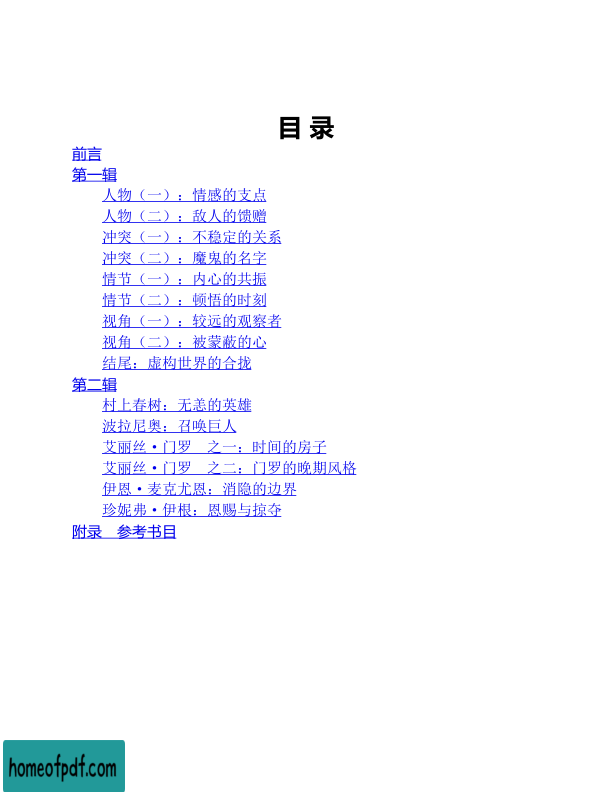 目 录
前言
第一辑
人物（一）：情感的支点
人物（二）：敌人的馈赠
冲突（一）：不稳定的关系
冲突（二）：魔鬼的名字
情节（一）：内心的共振
情节（二）：顿悟的时刻
视角（一）：较远的观察者
视角（二）：被蒙蔽的心
结尾：虚构世界的合拢
第二辑
村上春树：无恙的英雄
波拉尼奥：召唤巨人
艾丽丝·门罗　之一：时间的房子
艾丽丝·门罗　之二：门罗的晚期风格
伊恩·麦克尤恩：消隐的边界
珍妮弗·伊根：恩赐与掠夺
附录　参考书目
homeofpdf.com